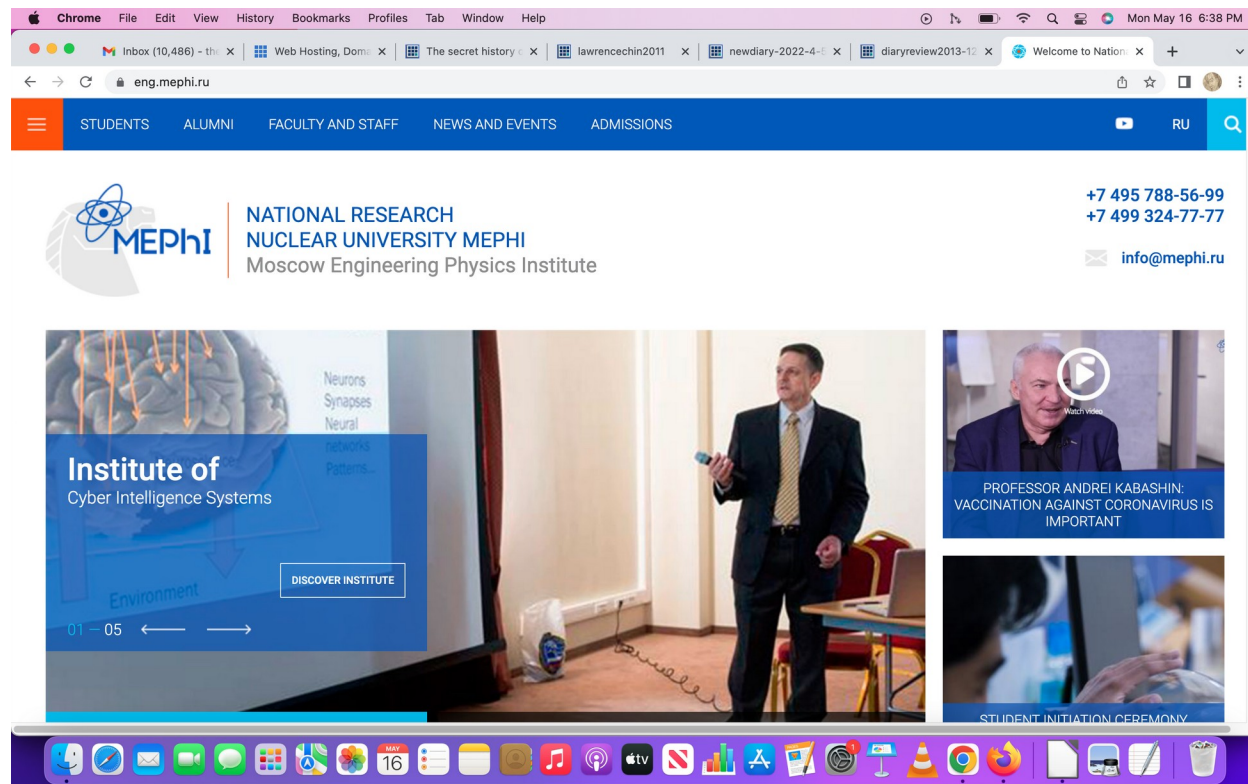 Chrome File Edit View History Bookmarks Profiles Tab Window Help Mon May 16 6:38 PM
Inbox (10,486) - the Web Hosting, Doma The secret history lawrencechin2011 newdiary-2022-4- diaryreview2013-12 Welcome to Nation
eng.mephi.ru
STUDENTS ALUMNI FACULTY AND STAFF NEWS AND EVENTS ADMISSIONS RU
MEPhI
NATIONAL RESEARCH
NUCLEAR UNIVERSITY MEPHI
Moscow Engineering Physics Institute
+7 495 788-56-99
+7 499 324-77-77
info@mephi.ru
Neurons
Synapses
Neural
networks
Patterns...
Institute of
Cyber Intelligence Systems
DISCOVER INSTITUTE
Environment
01 — 05
Watch video
PROFESSOR ANDREI KABASHIN:
VACCINATION AGAINST CORONAVIRUS IS
IMPORTANT
STUDENT INITIATION CEREMONY
MAY
16
tv